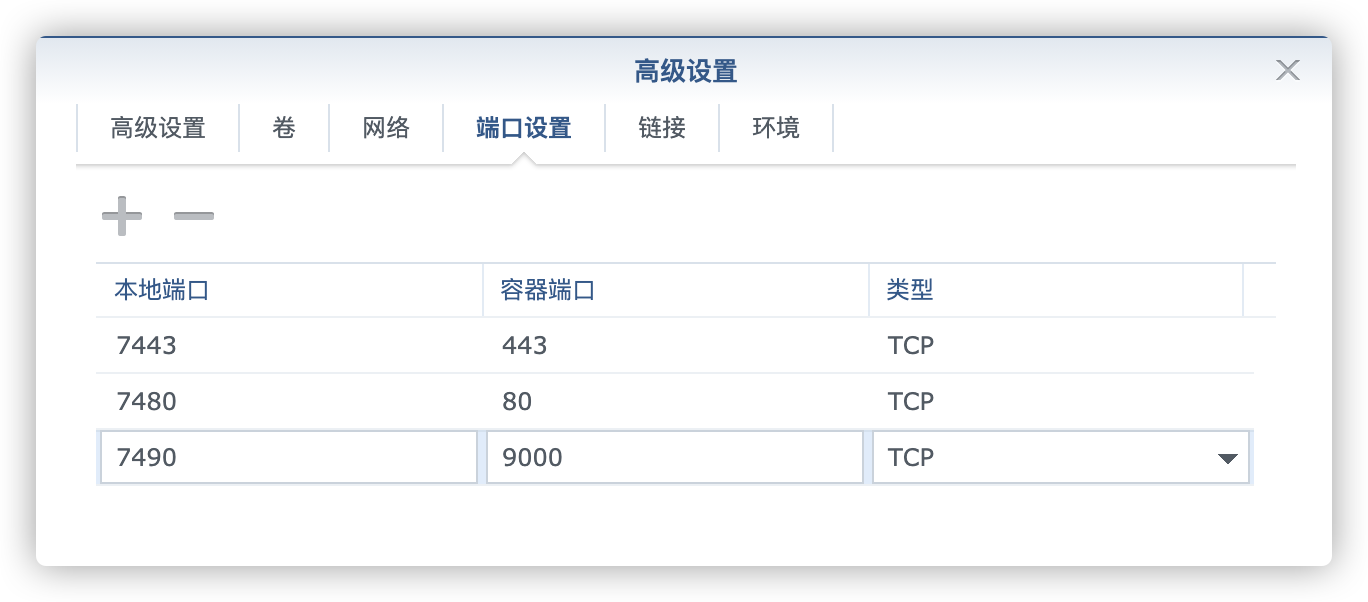 高级设置
高级设置 卷 网络 端口设置 链接 环境
本地端口 容器端口 类型
7443 443 TCP
7480 80 TCP
7490 9000 TCP